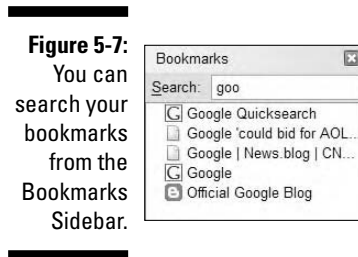 Figure 5-7:
You can
search your
bookmarks
from the
Bookmarks
Sidebar.
Bookmarks
Search: goo
Google Quicksearch
Google 'could bid for AOL...
Google | News.blog | CN...
Google
Official Google Blog